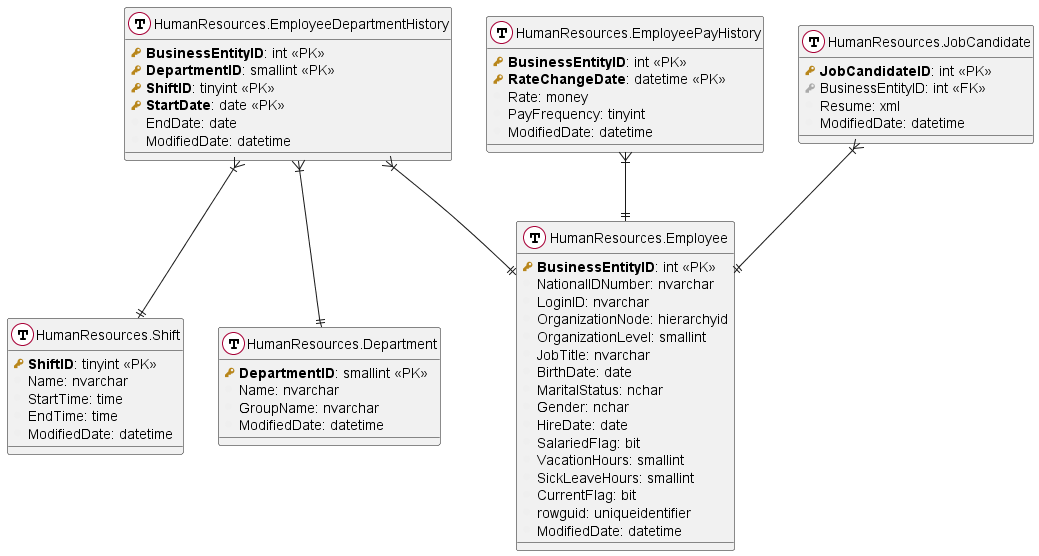 T HumanResources.EmployeeDepartmentHistory
BusinessEntityID: int «PK»
DepartmentID: smallint «PK»
ShiftID: tinyint «PK»
StartDate: date «PK»
EndDate: date
ModifiedDate: datetime
T HumanResources.EmployeePayHistory
BusinessEntityID: int «PK»
RateChangeDate: datetime «PK»
Rate: money
PayFrequency: tinyint
ModifiedDate: datetime
T HumanResources.JobCandidate
JobCandidateID: int «PK»
BusinessEntityID: int «FK»
Resume: xml
ModifiedDate: datetime
T HumanResources.Shift
ShiftID: tinyint «PK»
Name: nvarchar
StartTime: time
EndTime: time
ModifiedDate: datetime
T HumanResources.Department
DepartmentID: smallint «PK»
Name: nvarchar
GroupName: nvarchar
ModifiedDate: datetime
T HumanResources.Employee
BusinessEntityID: int «PK»
NationalIDNumber: nvarchar
LoginID: nvarchar
OrganizationNode: hierarchyid
OrganizationLevel: smallint
JobTitle: nvarchar
BirthDate: date
MaritalStatus: nchar
Gender: nchar
HireDate: date
SalariedFlag: bit
VacationHours: smallint
SickLeaveHours: smallint
CurrentFlag: bit
rowguid: uniqueidentifier
ModifiedDate: datetime